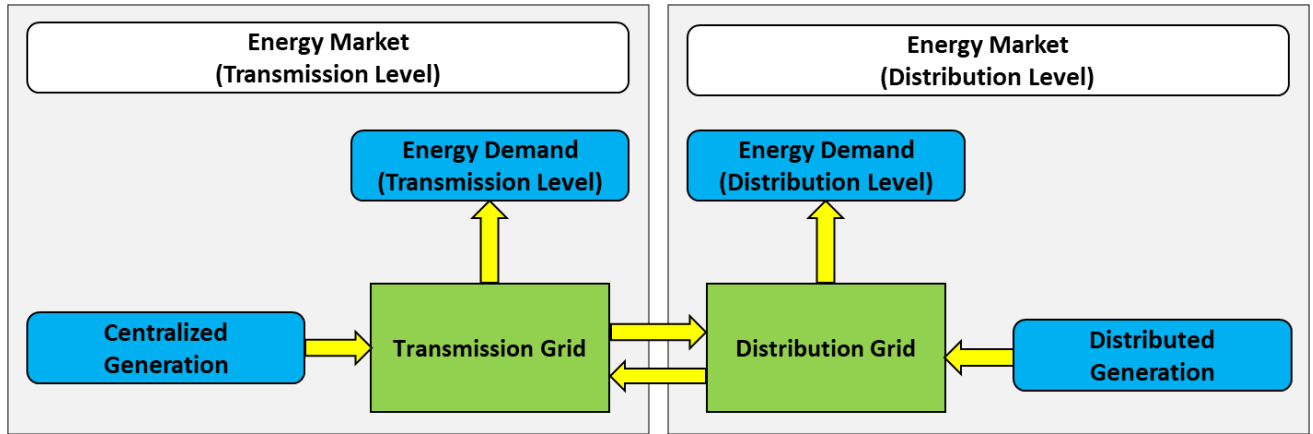 Energy Market
(Transmission Level)
Energy Market
(Distribution Level)
Energy Demand
(Transmission Level)
Energy Demand
(Distribution Level)
Centralized
Generation
Transmission Grid
Distribution Grid
Distributed
Generation